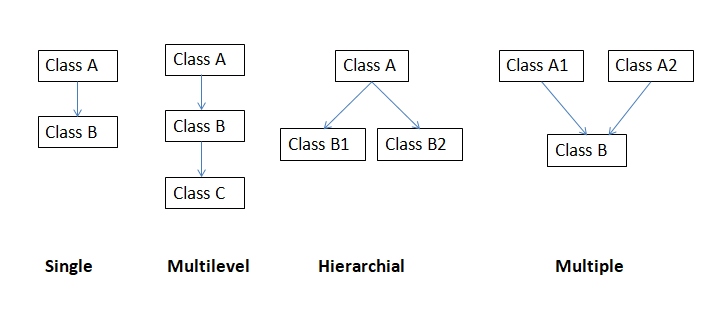 Class A
Class B
Single
Class A
Class B
Class C
Multilevel
Class A
Class B1
Class B2
Hierarchial
Class A1
Class A2
Class B
Multiple